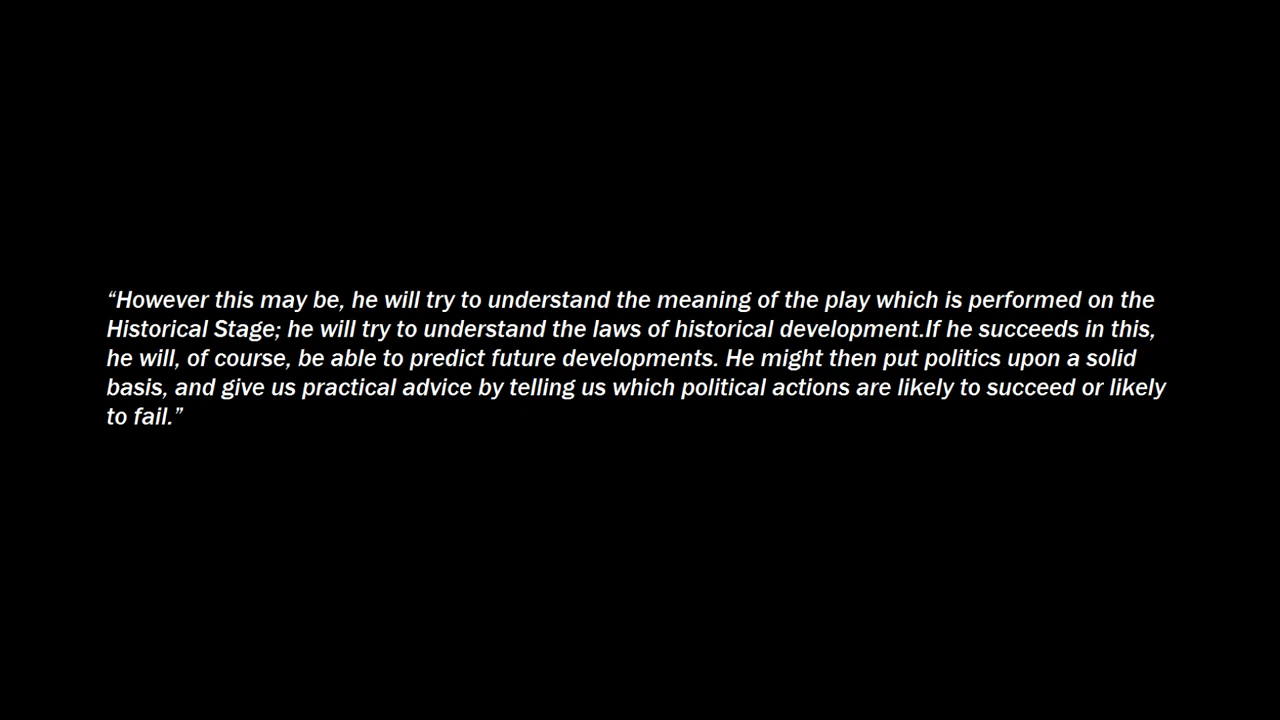 “However this may be, he will try to understand the meaning of the play which is performed on the
Historical Stage; he will try to understand the laws of historical development.If he succeeds in this,
he will, of course, be able to predict future developments. He might then put politics upon a solid
basis, and give us practical advice by telling us which political actions are likely to succeed or likely
to fail.”